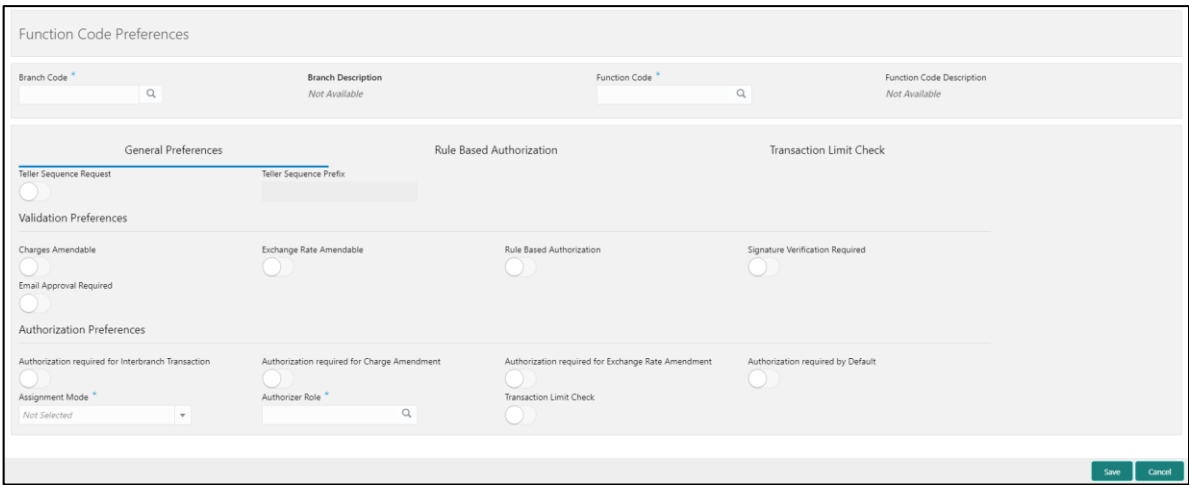 Function Code Preferences
Branch Code * Branch Description Function Code * Function Code Description
Not Available Not Available
General Preferences Rule Based Authorization Transaction Limit Check
Teller Sequence Request Teller Sequence Prefix
Validation Preferences
Charges Amendable Exchange Rate Amendable Rule Based Authorization Signature Verification Required
Email Approval Required
Authorization Preferences
Authorization required for Interbranch Transaction Authorization required for Charge Amendment Authorization required for Exchange Rate Amendment Authorization required by Default
Assignment Mode * Authorizer Role * Transaction Limit Check
Not Selected
Save Cancel